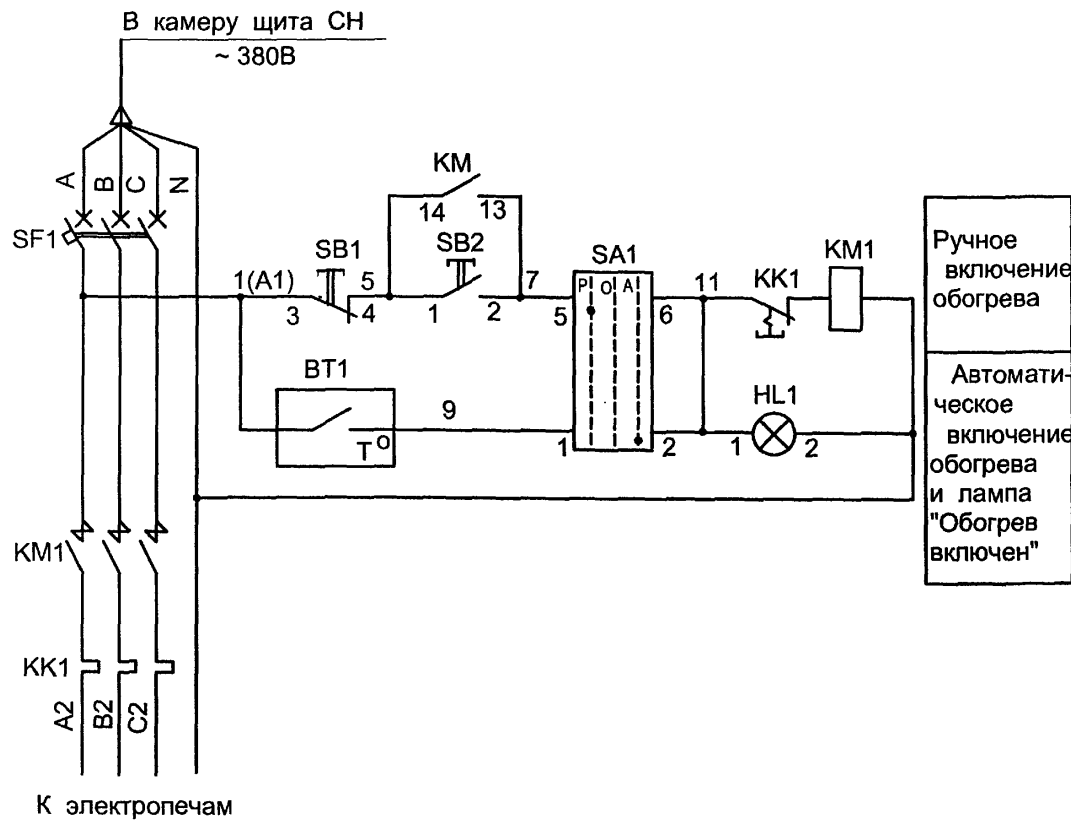 В камеру щита СН
~ 380В
A
B
C
N
SF1
KM
14
13
SB1
SB2
SA1
KM1
1(A1)
5
3
4
1
2
7
5
Р
О
А
6
11
KK1
Ручное
включение
обогрева
BT1
T°
9
1
2
HL1
1
2
Автомати-
ческое
включение
обогрева
и лампа
"Обогрев
включен"
KM1
KK1
A2
B2
C2
К электропечам